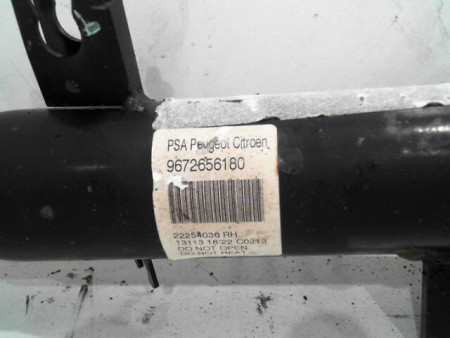 PSA Peugeot Citroen
9672656180
22254036 RH
13113 18:22 C0213
DO NOT OPEN
DO NOT HEAT